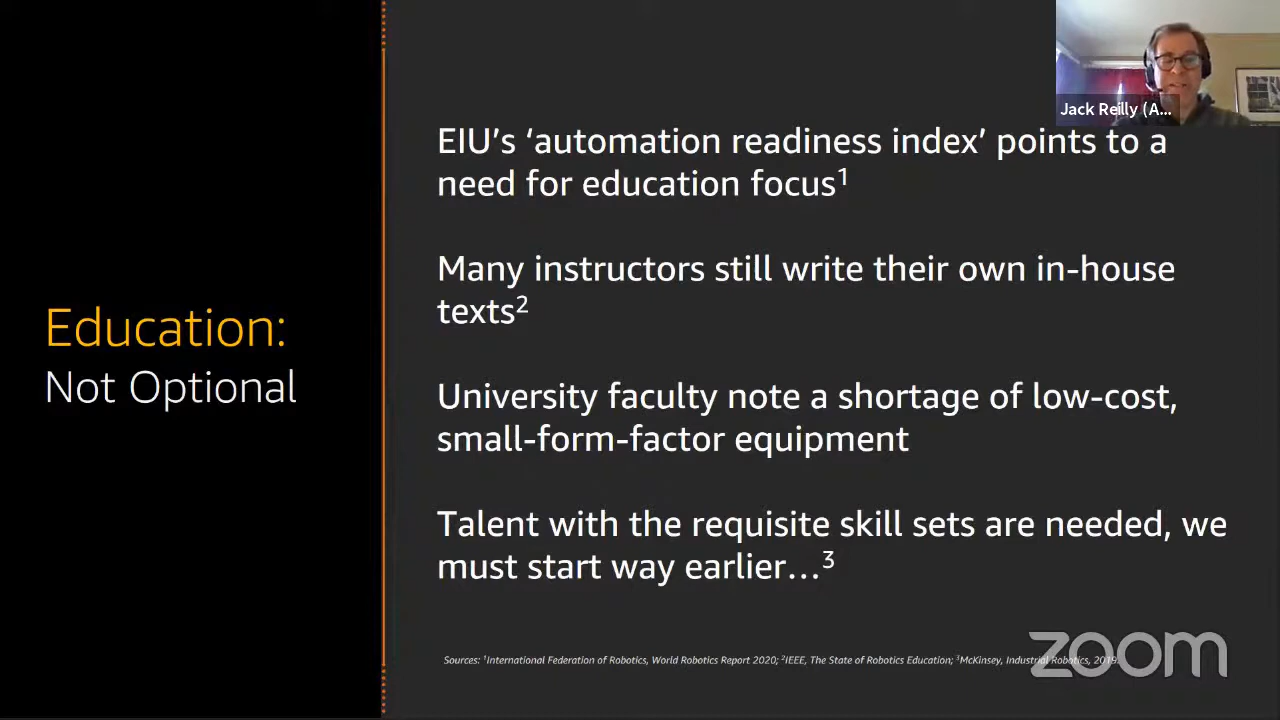 Jack Reilly (A...
EIU’s ‘automation readiness index’ points to a
need for education focus¹
Many instructors still write their own in-house
texts²
Education:
Not Optional
University faculty note a shortage of low-cost,
small-form-factor equipment
Talent with the requisite skill sets are needed, we
must start way earlier...³
Sources: ¹International Federation of Robotics, World Robotics Report 2020; ²IEEE, The State of Robotics Education; ³McKinsey, Industrial Robotics, 2019.
zoom